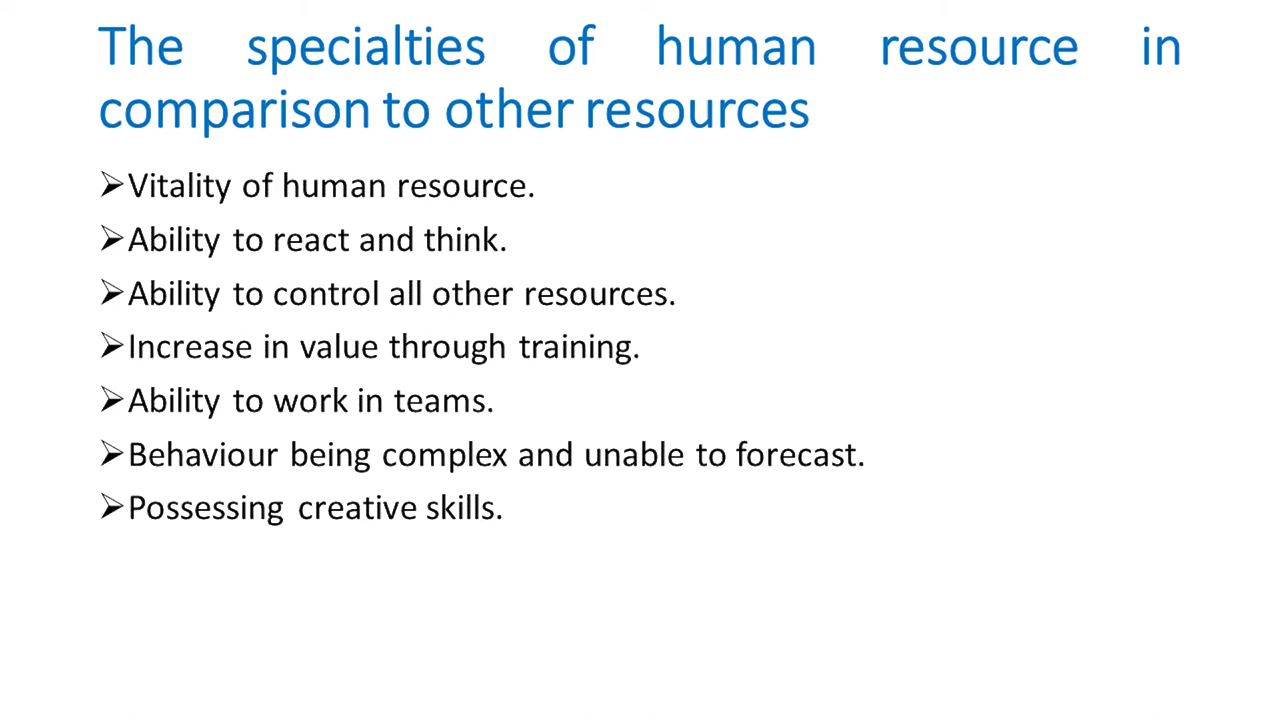 The specialties of human resource in
comparison to other resources
➢Vitality of human resource.
➢Ability to react and think.
➢Ability to control all other resources.
➢Increase in value through training.
➢Ability to work in teams.
➢Behaviour being complex and unable to forecast.
➢Possessing creative skills.